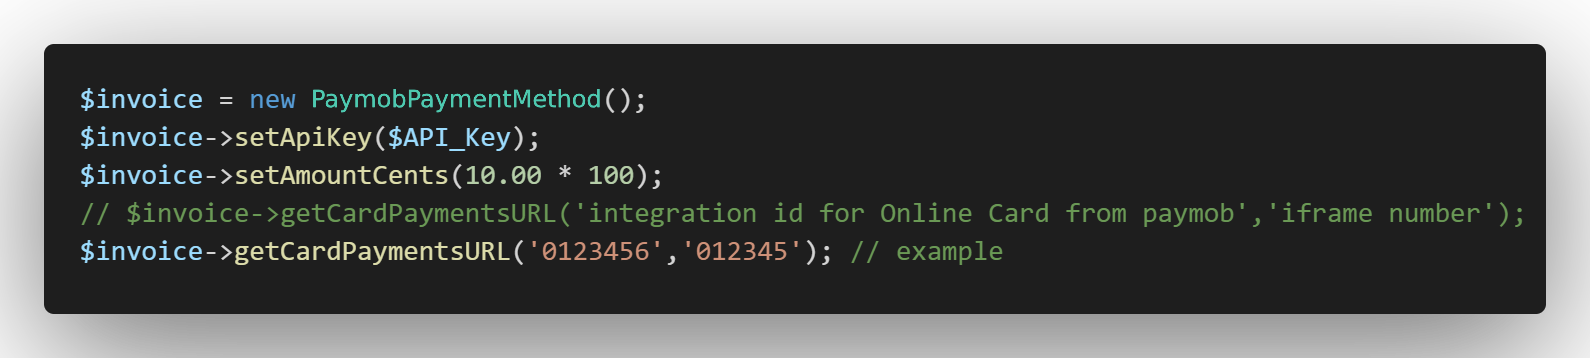 $invoice = new PaymobPaymentMethod();
$invoice->setApiKey($API_Key);
$invoice->setAmountCents(10.00 * 100);
// $invoice->getCardPaymentsURL('integration id for Online Card from paymob','iframe number');
$invoice->getCardPaymentsURL('0123456','012345'); // example